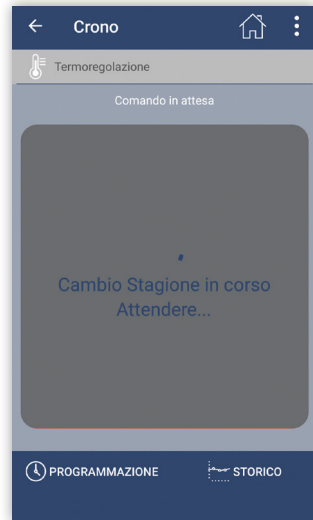 Crono
Termoregolazione
Comando in attesa
Cambio Stagione in corso
Attendere...
PROGRAMMAZIONE STORICO